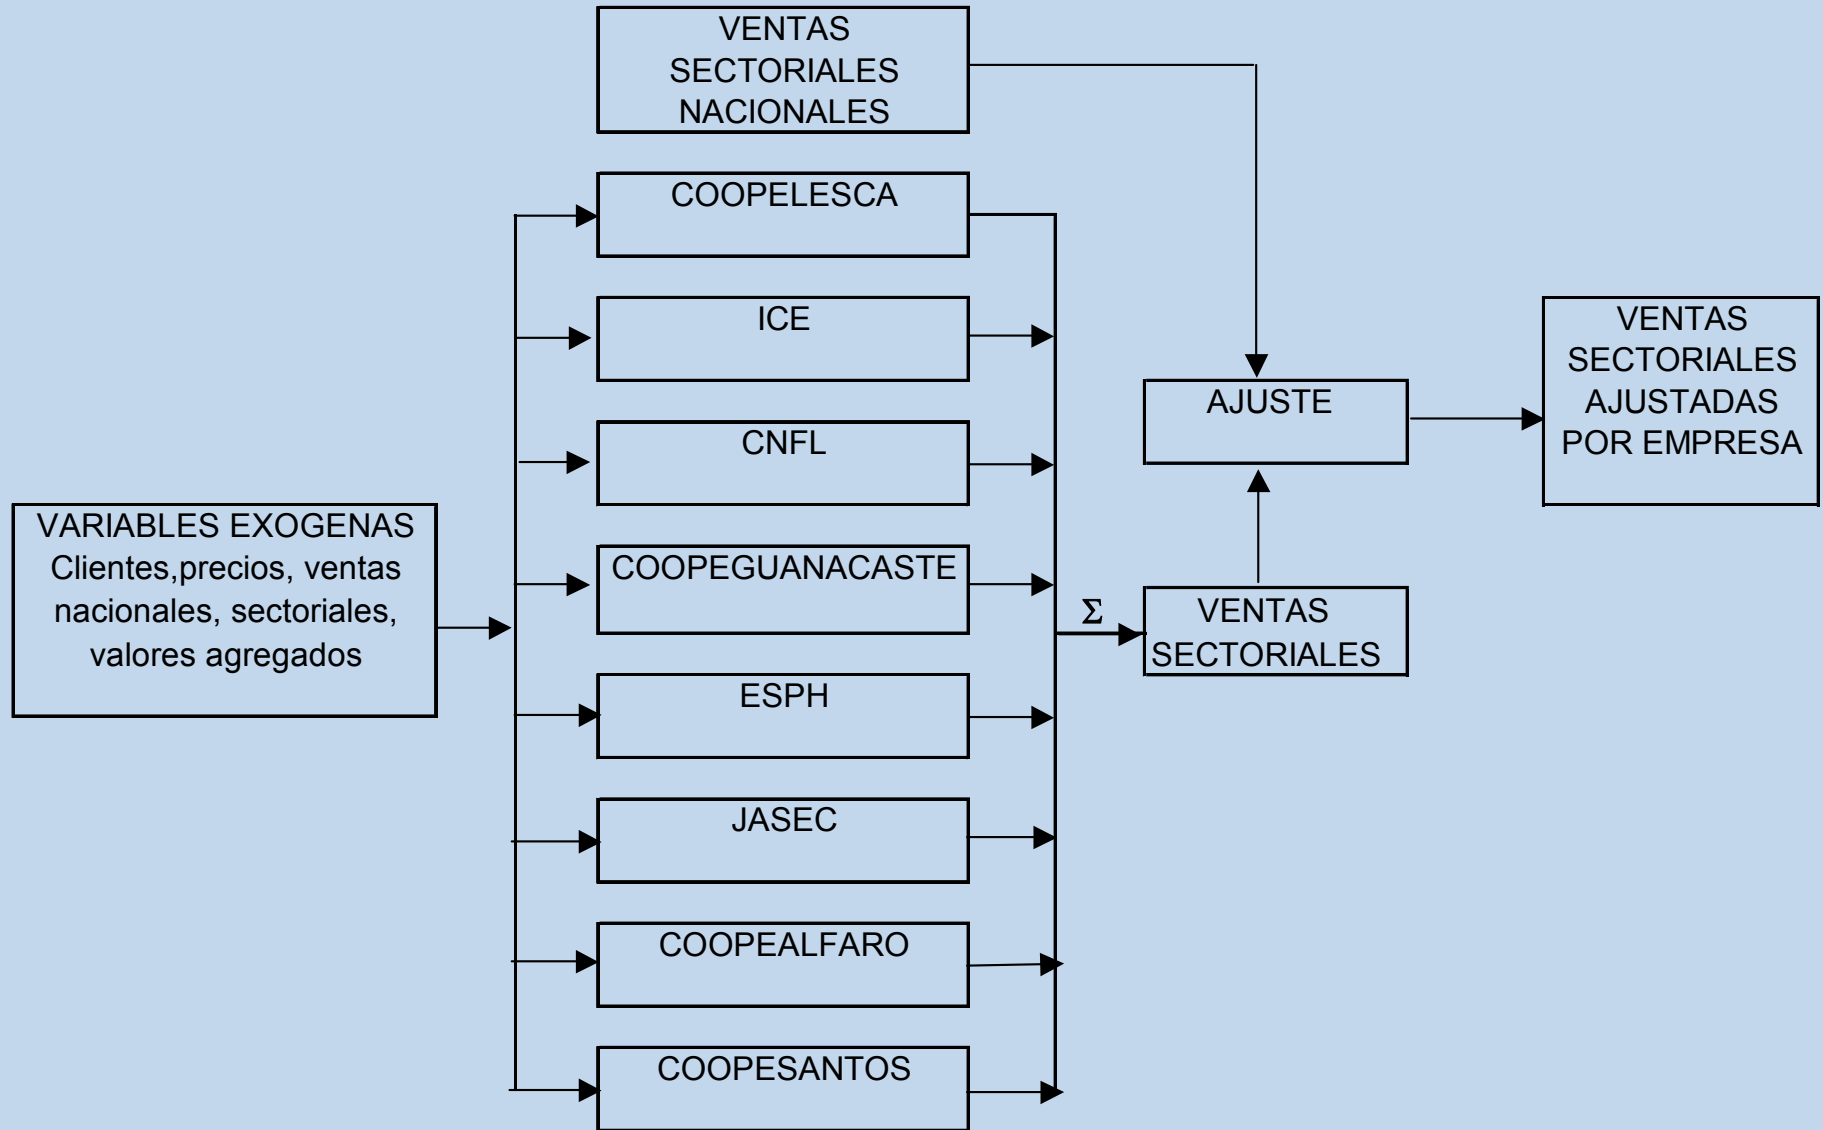 VENTAS
SECTORIALES
NACIONALES
COOPELESCA
ICE
CNFL
COOPEGUANACASTE
ESPH
JASEC
COOPEALFARO
COOPESANTOS
VARIABLES EXOGENAS
Clientes,precios, ventas
nacionales, sectoriales,
valores agregados
Σ
VENTAS
SECTORIALES
AJUSTE
VENTAS
SECTORIALES
AJUSTADAS
POR EMPRESA